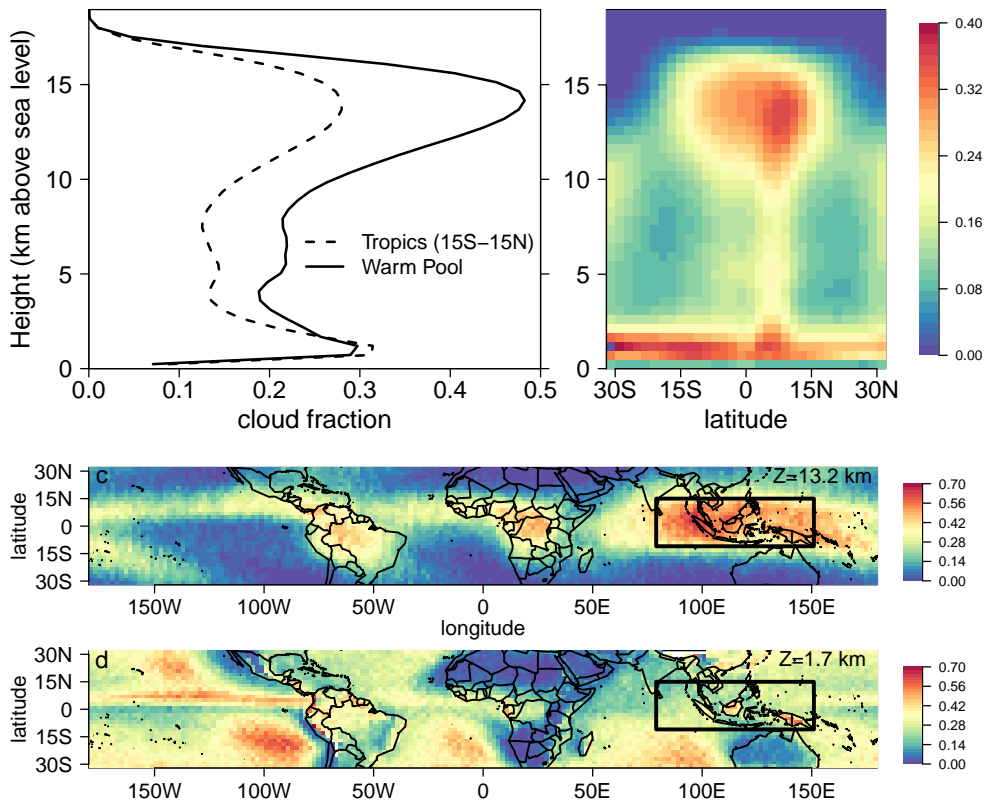 Height (km above sea level)
15
10
5
0
0.0 0.1 0.2 0.3 0.4 0.5
cloud fraction
Tropics (15S−15N)
Warm Pool
15
10
5
0
30S 15S 0 15N 30N
latitude
0.40
0.32
0.24
0.16
0.08
0.00
c
Z=13.2 km
latitude
30N
15N
0
15S
30S
150W 100W 50W 0 50E 100E 150E
longitude
0.70
0.56
0.42
0.28
0.14
0.00
d
Z=1.7 km
latitude
30N
15N
0
15S
30S
150W 100W 50W 0 50E 100E 150E
0.70
0.56
0.42
0.28
0.14
0.00